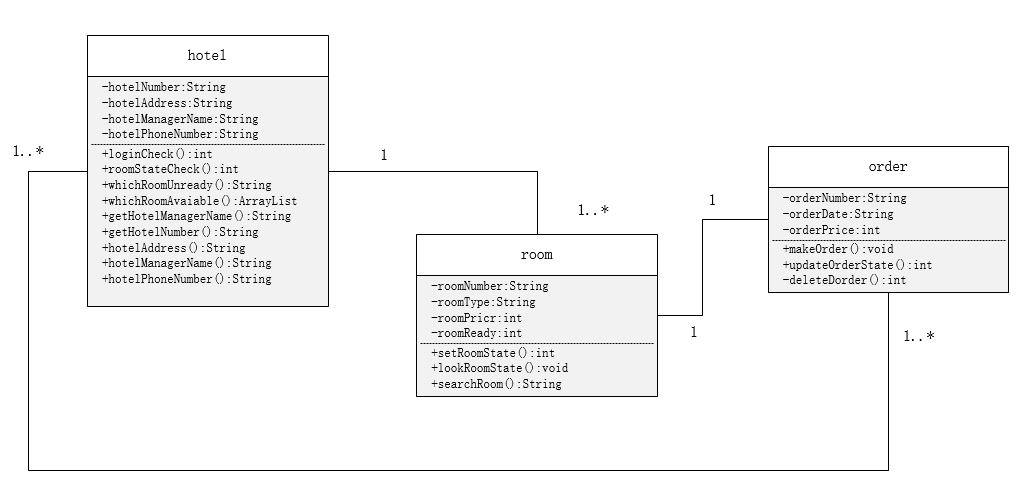 hotel
-hotelNumber:String
-hotelAddress:String
-hotelManagerName:String
-hotelPhoneNumber:String
+loginCheck():int
+roomStateCheck():int
+whichRoomUnready():String
+whichRoomAvaiable():ArrayList
+getHotelManagerName():String
+getHotelNumber():String
+hotelAddress():String
+hotelManagerName():String
+hotelPhoneNumber():String
1..*
1
1..*
room
-roomNumber:String
-roomType:String
-roomPricr:int
-roomReady:int
+setRoomState():int
+lookRoomState():void
+searchRoom():String
1
1
order
-orderNumber:String
-orderDate:String
-orderPrice:int
+makeOrder():void
+updateOrderState():int
-deleteDorder():int
1..*